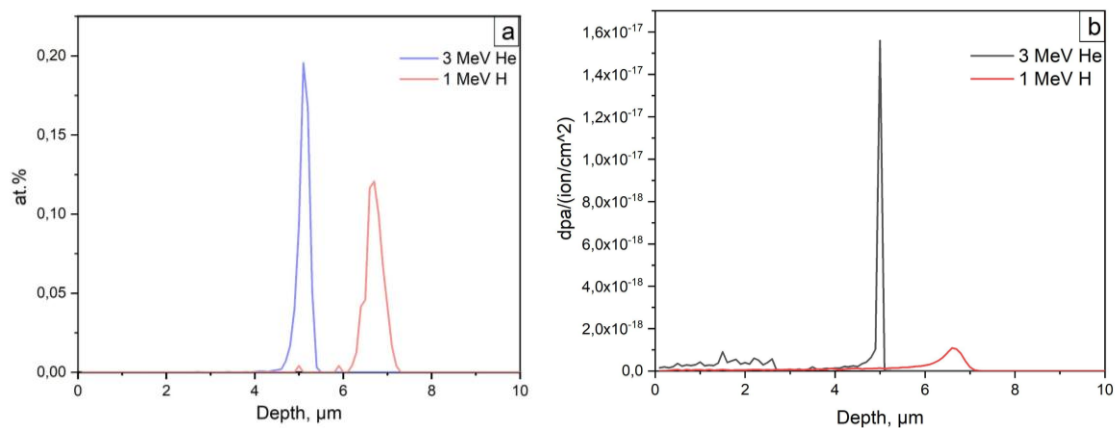 a
3 MeV He
1 MeV H
0,20
0,15
0,10
0,05
0,00
at.%
0 2 4 6 8 10
Depth, µm
b
3 MeV He
1 MeV H
1,6x10⁻¹⁷
1,4x10⁻¹⁷
1,2x10⁻¹⁷
1,0x10⁻¹⁷
8,0x10⁻¹⁸
6,0x10⁻¹⁸
4,0x10⁻¹⁸
2,0x10⁻¹⁸
0,0
dpa/(ion/cm^2)
0 2 4 6 8 10
Depth, µm